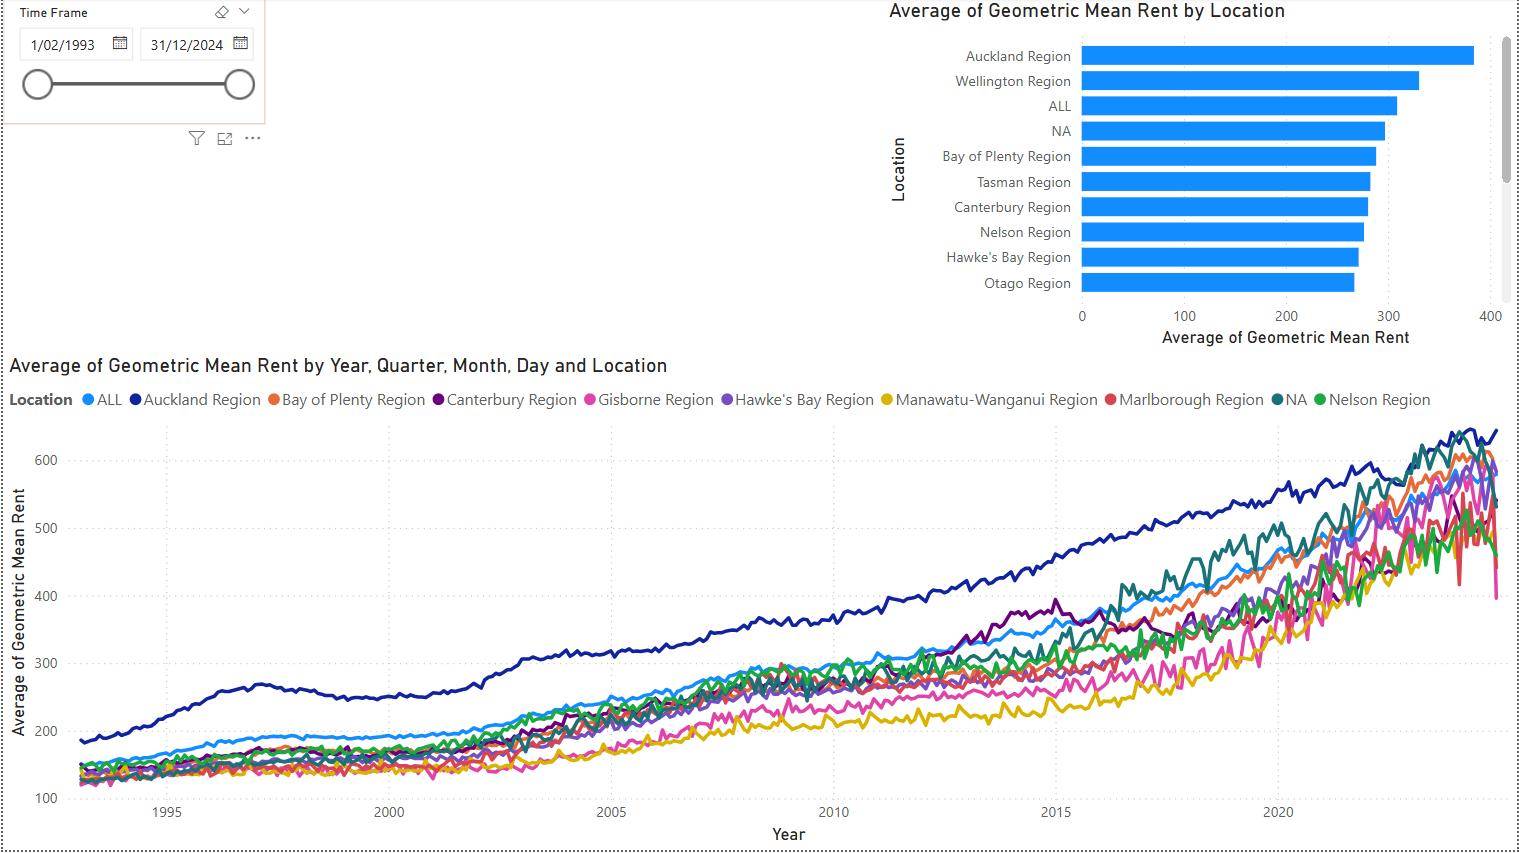 Time Frame
1/02/1993 31/12/2024
Average of Geometric Mean Rent by Location
Location
Auckland Region
Wellington Region
ALL
NA
Bay of Plenty Region
Tasman Region
Canterbury Region
Nelson Region
Hawke's Bay Region
Otago Region
0 100 200 300 400
Average of Geometric Mean Rent
Average of Geometric Mean Rent by Year, Quarter, Month, Day and Location
Location ALL Auckland Region Bay of Plenty Region Canterbury Region Gisborne Region Hawke's Bay Region Manawatu-Wanganui Region Marlborough Region NA Nelson Region
Average of Geometric Mean Rent
600
500
400
300
200
100
1995 2000 2005 2010 2015 2020
Year